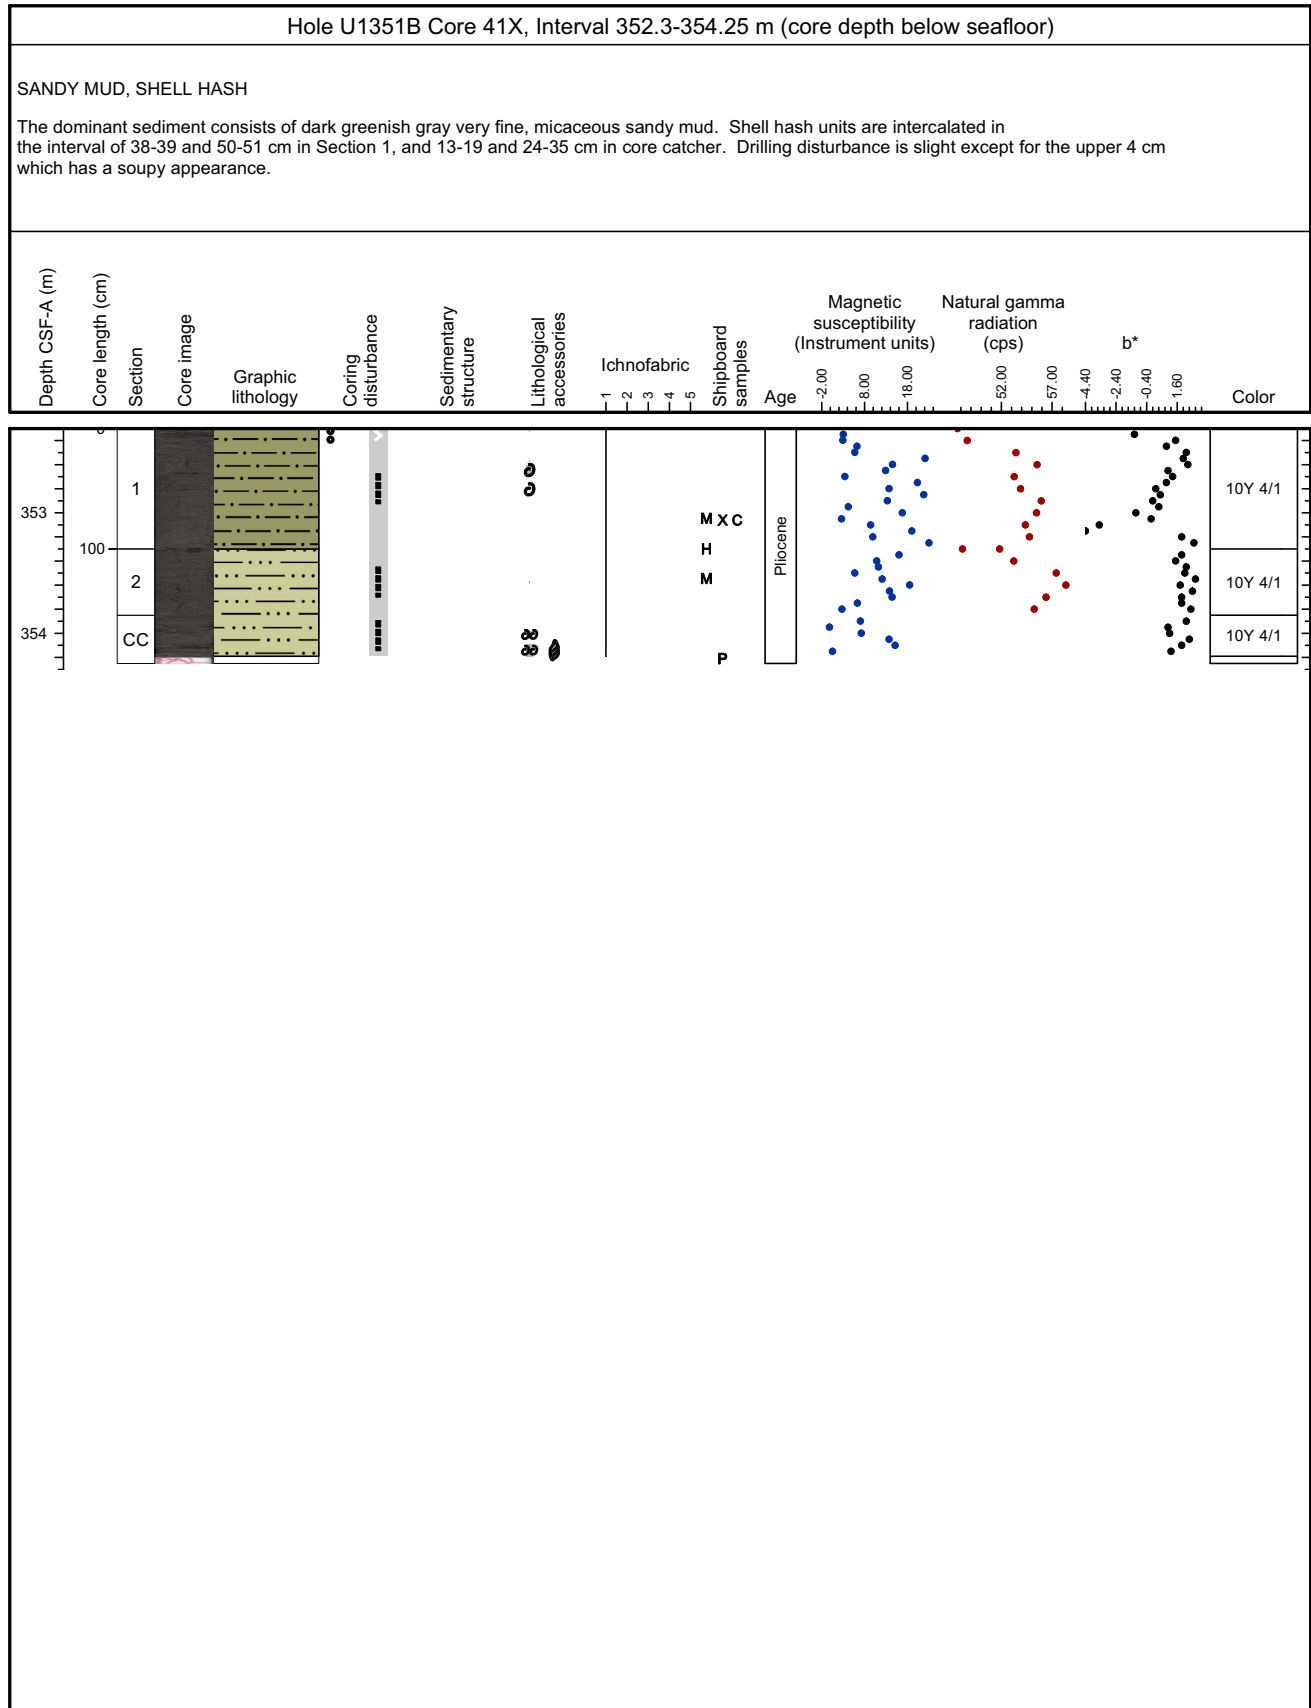 Hole U1351B Core 41X, Interval 352.3-354.25 m (core depth below seafloor)
SANDY MUD, SHELL HASH
The dominant sediment consists of dark greenish gray very fine, micaceous sandy mud.  Shell hash units are intercalated in
the interval of 38-39 and 50-51 cm in Section 1, and 13-19 and 24-35 cm in core catcher.  Drilling disturbance is slight except for the upper 4 cm
which has a soupy appearance.
Depth CSF-A (m)
Core length (cm)
Section
Core image
Graphic
lithology
Coring
disturbance
Sedimentary
structure
Lithological
accessories
Ichnofabric
1 2 3 4 5
Shipboard
samples
Age
Magnetic
susceptibility
(Instrument units)
-2.00 8.00 18.00
Natural gamma
radiation
(cps)
52.00 57.00
b*
-4.40 -2.40 -0.40 1.60
Color
0
1
10Y 4/1
353
M X C
Pliocene
100
H
2
M
10Y 4/1
354
CC
10Y 4/1
P